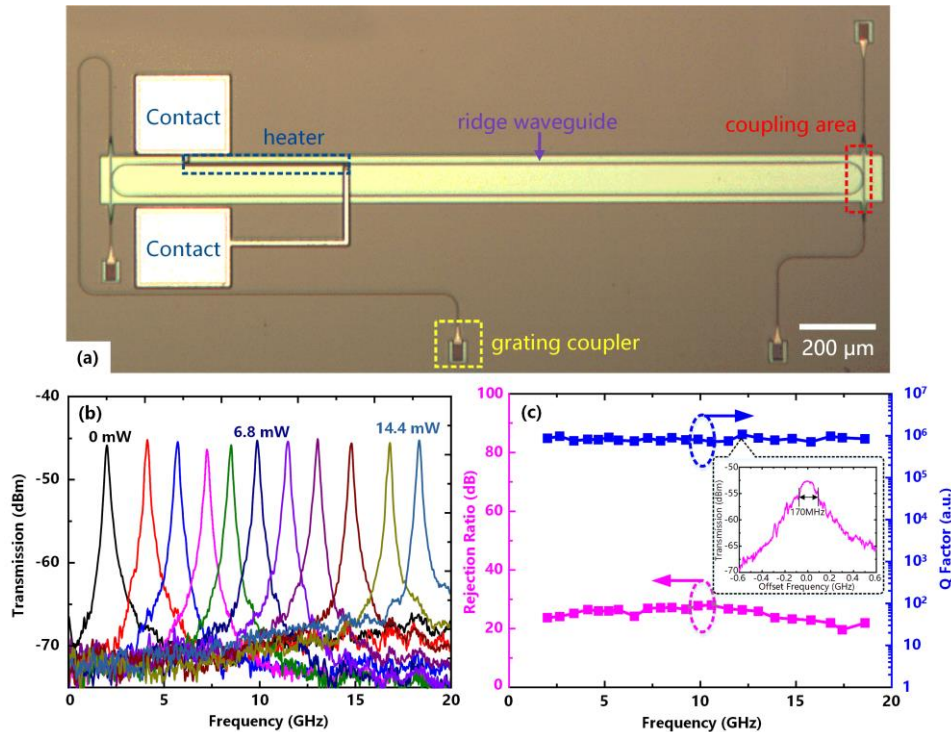 Contact
heater
ridge waveguide
coupling area
Contact
grating coupler
200 μm
(a)
(b)
-40
-50
-60
-70
Transmission (dBm)
0 mW
6.8 mW
14.4 mW
0 5 10 15 20
Frequency (GHz)
(c)
100
80
60
40
20
0
Rejection Ratio (dB)
10⁷
10⁶
10⁵
10⁴
10³
10²
10
1
Q Factor (a.u.)
-50
-55
-60
-65
-70
Transmission (dBm)
170MHz
-0.6 -0.4 -0.2 0.0 0.2 0.4 0.6
Offset Frequency (GHz)
0 5 10 15 20
Frequency (GHz)